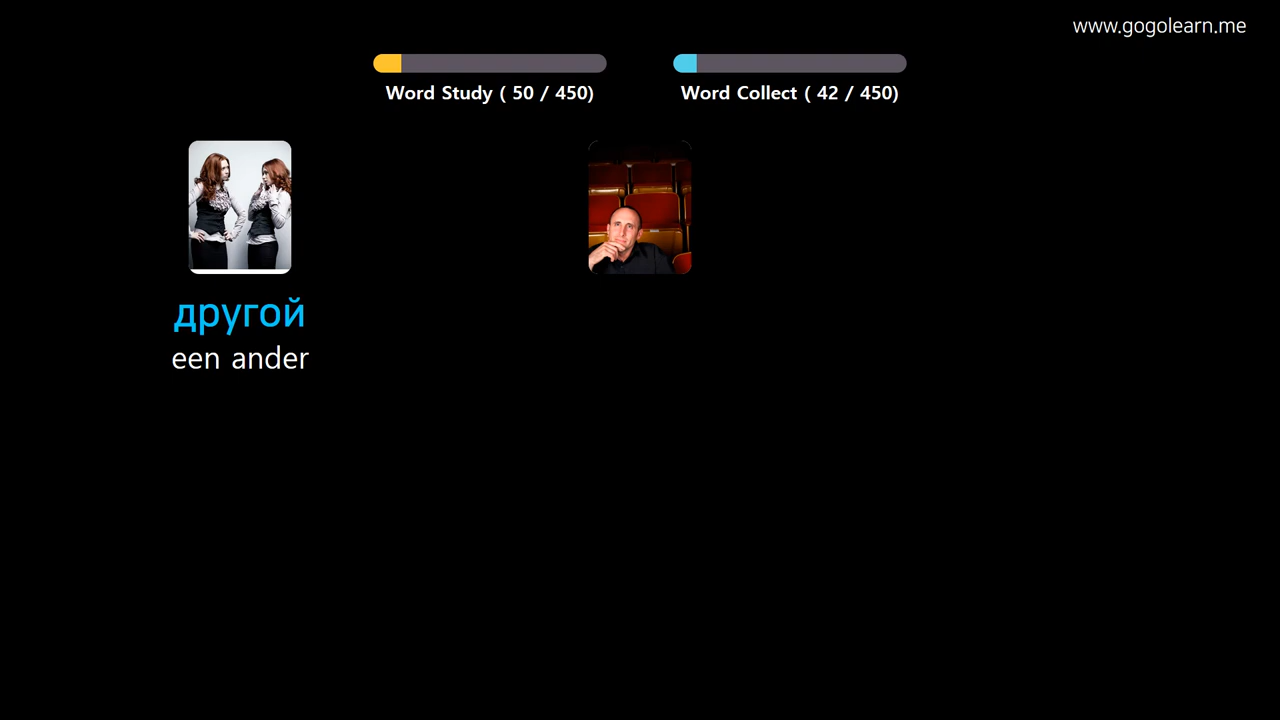 www.gogolearn.me
Word Study ( 50 / 450)
Word Collect ( 42 / 450)
другой
een ander